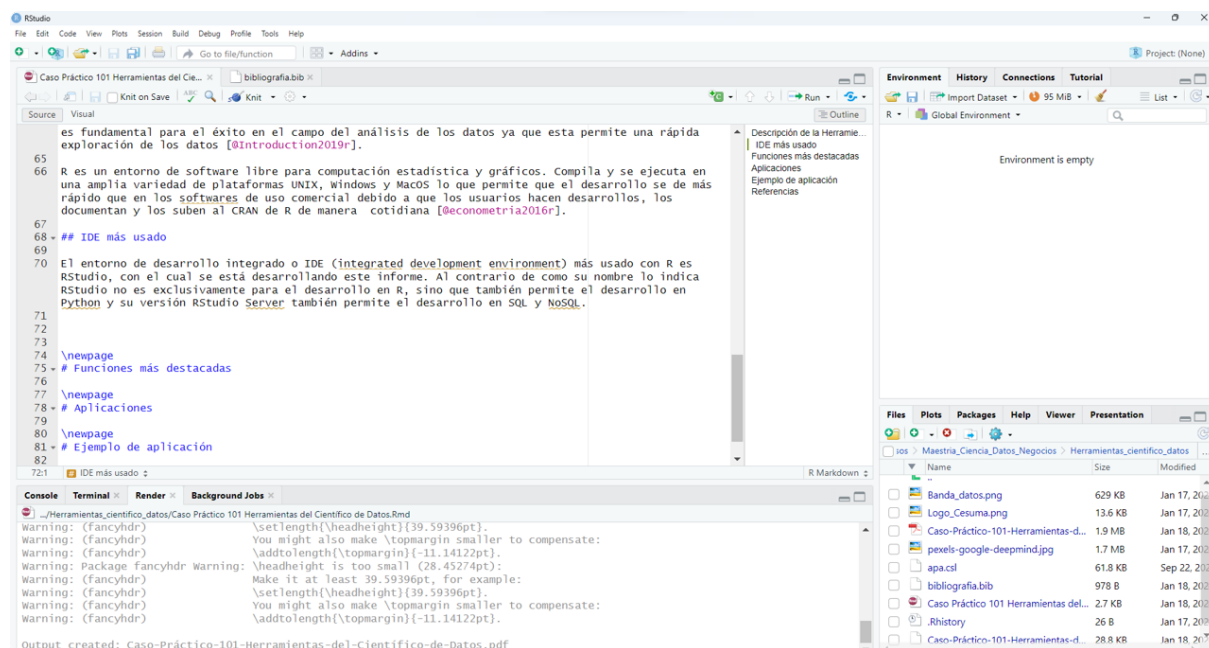 RStudio
File Edit Code View Plots Session Build Debug Profile Tools Help
Go to file/function Addins Project: (None)
Caso Práctico 101 Herramientas del Cie... bibliografia.bib
Knit on Save ABC Knit Run
Source Visual Outline
es fundamental para el éxito en el campo del análisis de los datos ya que esta permite una rápida
exploración de los datos [@Introduction2019r].
65
66 R es un entorno de software libre para computación estadística y gráficos. Compila y se ejecuta en
una amplia variedad de plataformas UNIX, Windows y MacOS lo que permite que el desarrollo se de más
rápido que en los softwares de uso comercial debido a que los usuarios hacen desarrollos, los
documentan y los suben al CRAN de R de manera cotidiana [@econometria2016r].
67
68 ## IDE más usado
69
70 El entorno de desarrollo integrado o IDE (integrated development environment) más usado con R es
RStudio, con el cual se está desarrollando este informe. Al contrario de como su nombre lo indica
RStudio no es exclusivamente para el desarrollo en R, sino que también permite el desarrollo en
Python y su versión RStudio Server también permite el desarrollo en SQL y NoSQL.
71
72
73
74 \newpage
75 # Funciones más destacadas
76
77 \newpage
78 # Aplicaciones
79
80 \newpage
81 # Ejemplo de aplicación
82
72:1 IDE más usado R Markdown
Descripción de la Herramie...
IDE más usado
Funciones más destacadas
Aplicaciones
Ejemplo de aplicación
Referencias
Console Terminal Render Background Jobs
.../Herramientas_cientifico_datos/Caso Práctico 101 Herramientas del Científico de Datos.Rmd
Warning: (fancyhdr) \setlength{\headheight}{39.59396pt}.
Warning: (fancyhdr) You might also make \topmargin smaller to compensate:
Warning: (fancyhdr) \addtolength{\topmargin}{-11.14122pt}.
Warning: Package fancyhdr Warning: \headheight is too small (28.45274pt):
Warning: (fancyhdr) Make it at least 39.59396pt, for example:
Warning: (fancyhdr) \setlength{\headheight}{39.59396pt}.
Warning: (fancyhdr) You might also make \topmargin smaller to compensate:
Warning: (fancyhdr) \addtolength{\topmargin}{-11.14122pt}.
Output created: Caso-Práctico-101-Herramientas-del-Científico-de-Datos.pdf
Environment History Connections Tutorial
Import Dataset 95 MiB List
R Global Environment
Environment is empty
Files Plots Packages Help Viewer Presentation
Maestria_Ciencia_Datos_Negocios Herramientas_cientifico_datos ...
Name Size Modified
..
Banda_datos.png 629 KB Jan 17, 202
Logo_Cesuma.png 13.6 KB Jan 17, 202
Caso-Práctico-101-Herramientas-d... 1.9 MB Jan 18, 202
pexels-google-deepmind.jpg 1.7 MB Jan 17, 202
apa.csl 61.8 KB Sep 22, 202
bibliografia.bib 978 B Jan 18, 202
Caso Práctico 101 Herramientas del... 2.7 KB Jan 18, 202
.Rhistory 26 B Jan 17, 202
Caso-Práctico-101-Herramientas-d... 28.8 KB Jan 18, 202